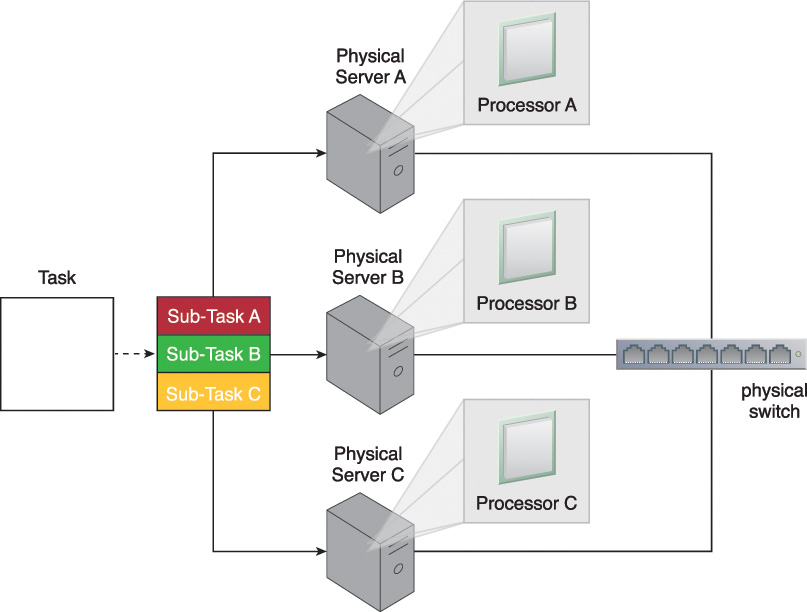 Physical
Server A
Processor A
Physical
Server B
Processor B
Task
Sub-Task A
Sub-Task B
Sub-Task C
physical
switch
Physical
Server C
Processor C